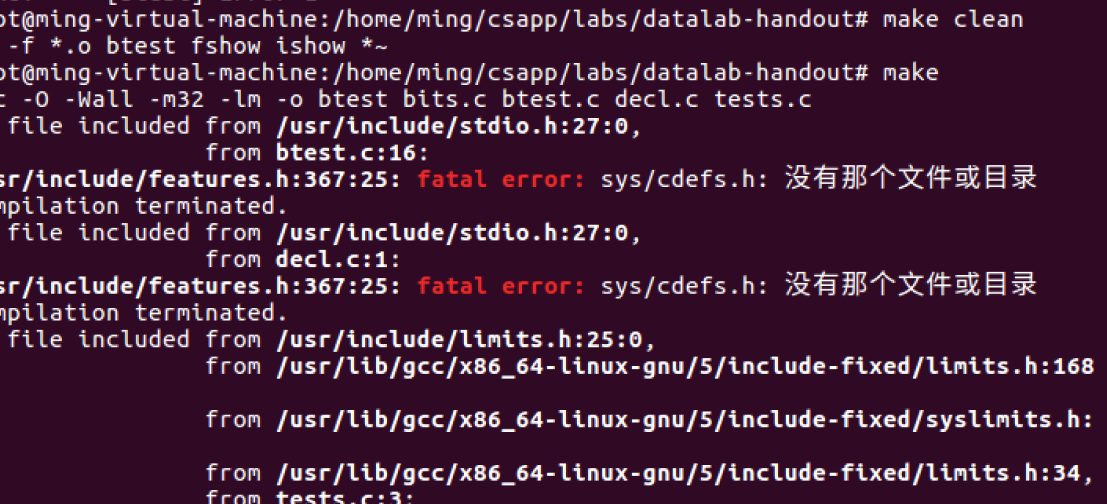 ot@ming-virtual-machine:/home/ming/csapp/labs/datalab-handout# make clean
-f *.o btest fshow ishow *~
ot@ming-virtual-machine:/home/ming/csapp/labs/datalab-handout# make
c -O -Wall -m32 -lm -o btest bits.c btest.c decl.c tests.c
file included from /usr/include/stdio.h:27:0,
from btest.c:16:
sr/include/features.h:367:25: fatal error: sys/cdefs.h: 没有那个文件或目录
mpilation terminated.
file included from /usr/include/stdio.h:27:0,
from decl.c:1:
sr/include/features.h:367:25: fatal error: sys/cdefs.h: 没有那个文件或目录
mpilation terminated.
file included from /usr/include/limits.h:25:0,
from /usr/lib/gcc/x86_64-linux-gnu/5/include-fixed/limits.h:168
from /usr/lib/gcc/x86_64-linux-gnu/5/include-fixed/syslimits.h:
from /usr/lib/gcc/x86_64-linux-gnu/5/include-fixed/limits.h:34,
from tests.c:3: